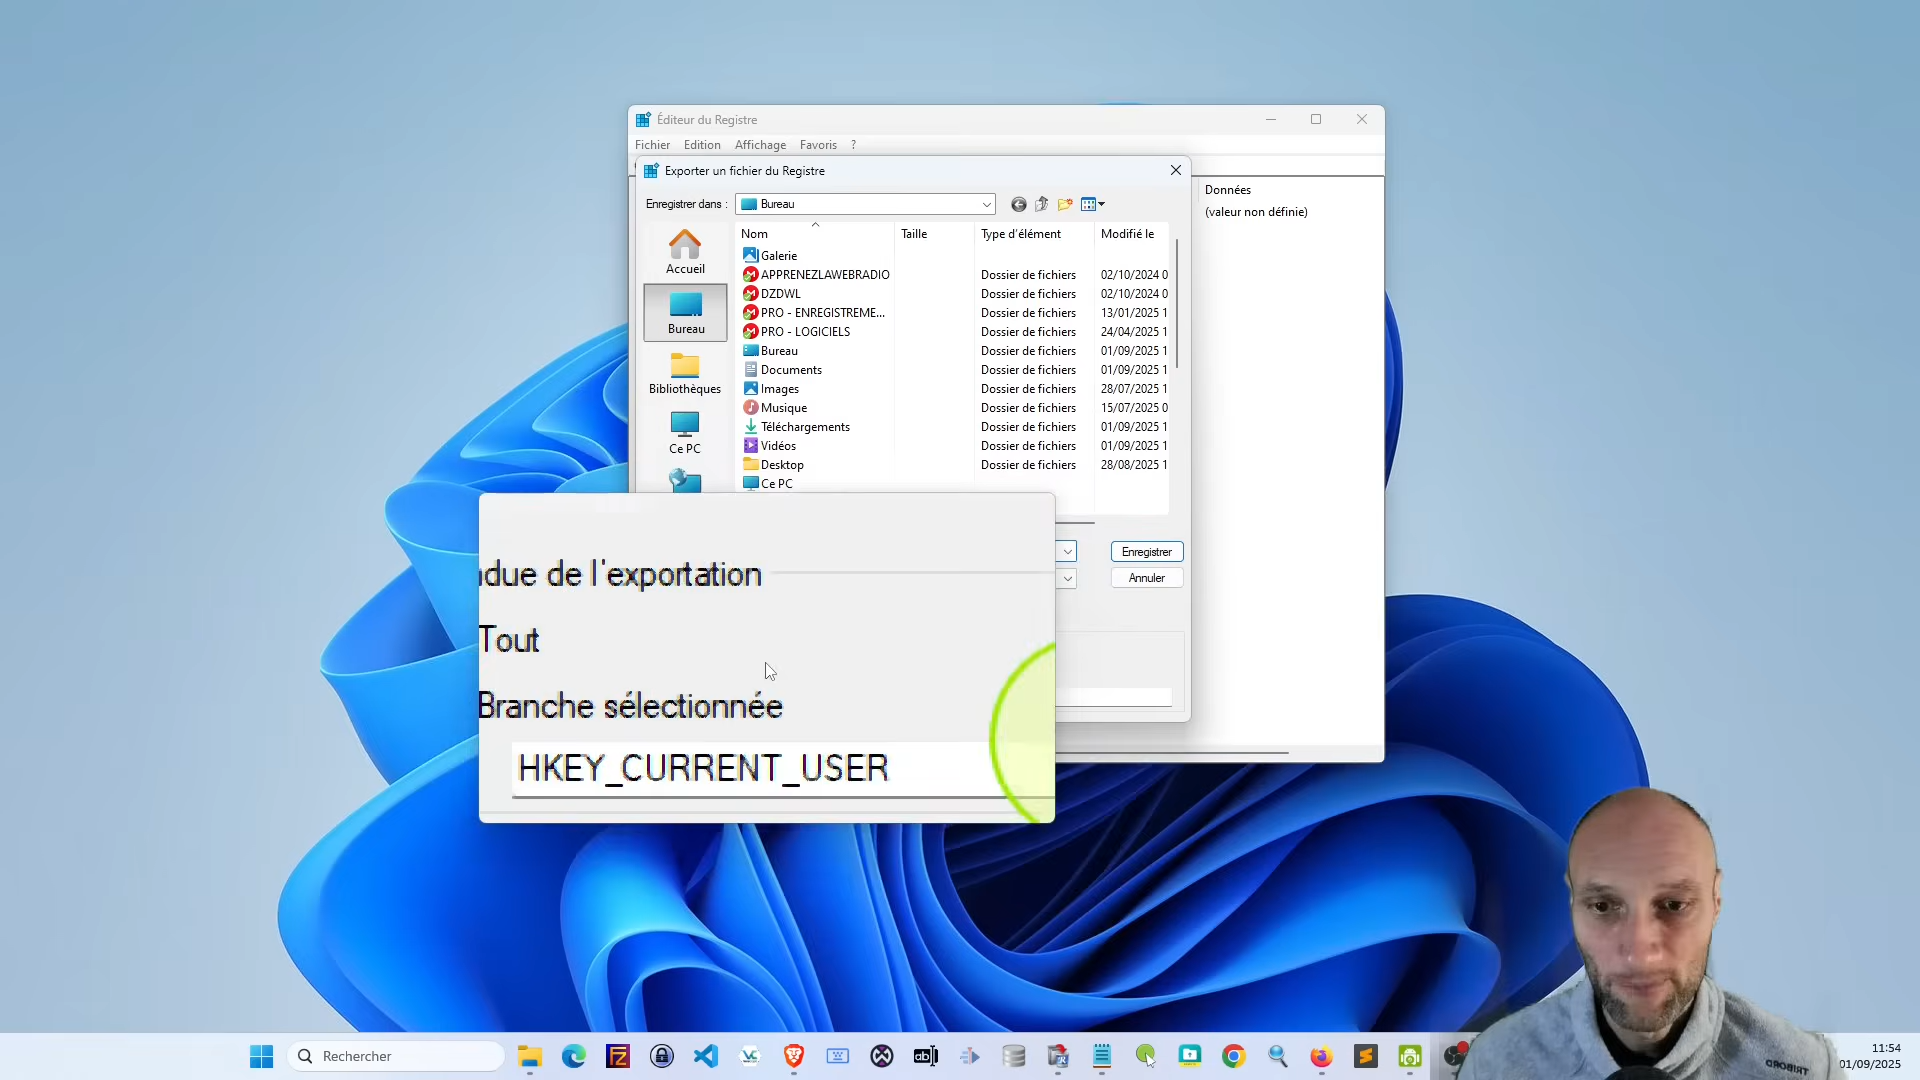 Éditeur du Registre
Fichier Edition Affichage Favoris ?
Exporter un fichier du Registre
Données
Enregistrer dans : Bureau
(valeur non définie)
Nom Taille Type d'élément Modifié le
Accueil
Bureau
Bibliothèques
Ce PC
Galerie
APPRENEZLAWEBRADIO Dossier de fichiers 02/10/2024 0
DZDWL Dossier de fichiers 02/10/2024 0
PRO - ENREGISTREME... Dossier de fichiers 13/01/2025 1
PRO - LOGICIELS Dossier de fichiers 24/04/2025 1
Bureau Dossier de fichiers 01/09/2025 1
Documents Dossier de fichiers 01/09/2025 1
Images Dossier de fichiers 28/07/2025 1
Musique Dossier de fichiers 15/07/2025 0
Téléchargements Dossier de fichiers 01/09/2025 1
Vidéos Dossier de fichiers 01/09/2025 1
Desktop Dossier de fichiers 28/08/2025 1
Ce PC
Enregistrer
Annuler
ndue de l'exportation
Tout
Branche sélectionnée
HKEY_CURRENT_USER
Rechercher
FZ
VC
abI
11:54
01/09/2025